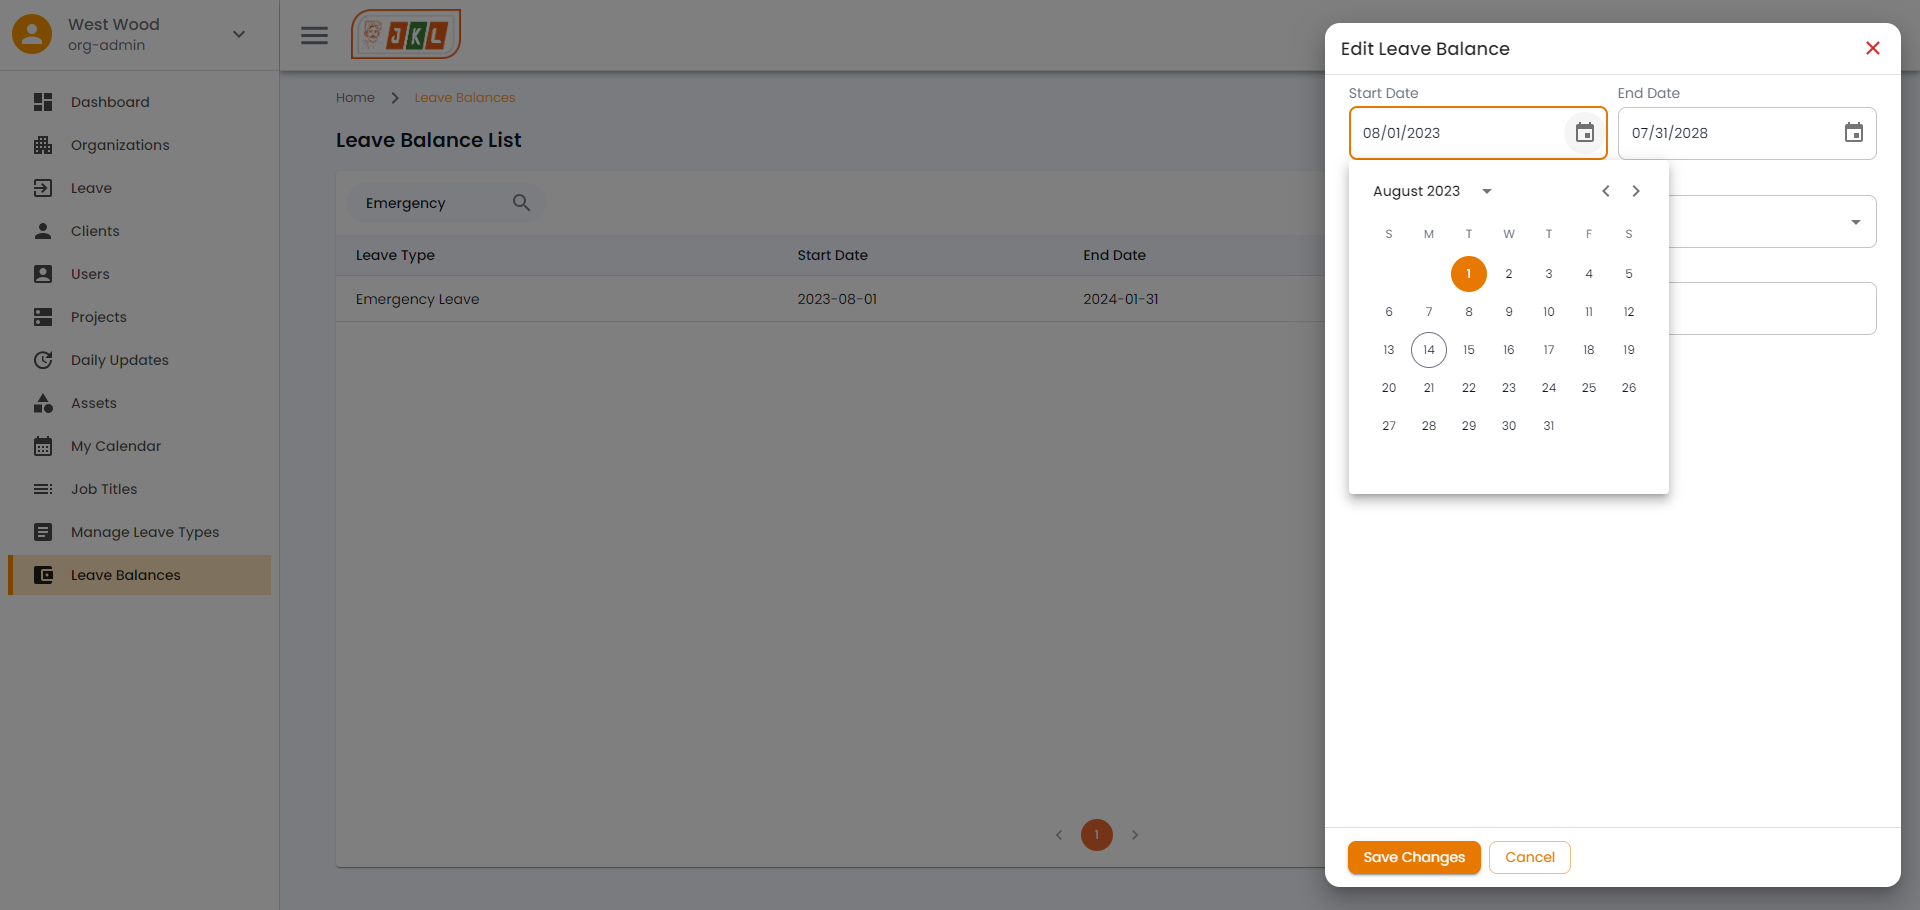 West Wood
org-admin
Dashboard
Organizations
Leave
Clients
Users
Projects
Daily Updates
Assets
My Calendar
Job Titles
Manage Leave Types
Leave Balances
JKL
Home
Leave Balances
Leave Balance List
Emergency
Leave Type Start Date End Date
Emergency Leave 2023-08-01 2024-01-31
1
Edit Leave Balance
Start Date End Date
08/01/2023 07/31/2028
August 2023
S M T W T F S
1 2 3 4 5
6 7 8 9 10 11 12
13 14 15 16 17 18 19
20 21 22 23 24 25 26
27 28 29 30 31
Save Changes Cancel